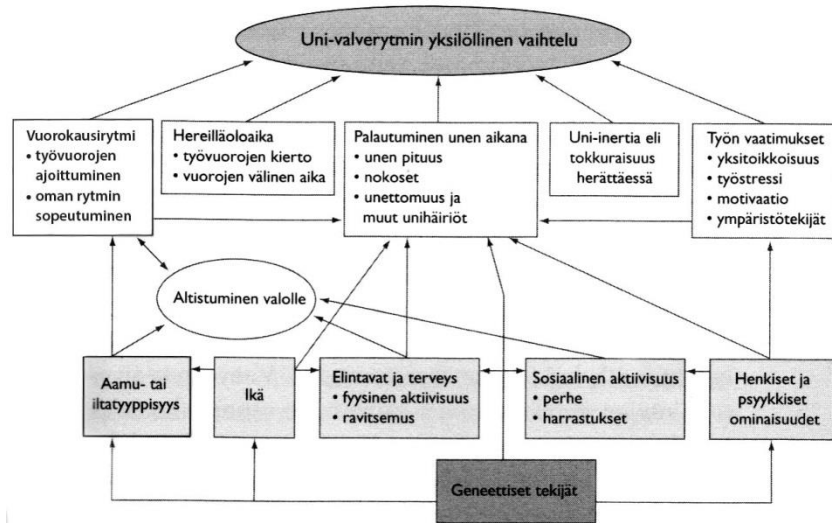 Uni-valverytmin yksilöllinen vaihtelu
Vuorokausirytmi
• työvuorojen
ajoittuminen
• oman rytmin
sopeutuminen
Hereilläoloaika
• työvuorojen kierto
• vuorojen välinen aika
Palautuminen unen aikana
• unen pituus
• nokoset
• unettomuus ja
muut unihäiriöt
Uni-inertia eli
tokkuraisuus
herättäessä
Työn vaatimukset
• yksitoikkoisuus
• työstressi
• motivaatio
• ympäristötekijät
Altistuminen valolle
Aamu- tai
iltatyyppisyys
Ikä
Elintavat ja terveys
• fyysinen aktiivisuus
• ravitsemus
Sosiaalinen aktiivisuus
• perhe
• harrastukset
Henkiset ja
psyykkiset
ominaisuudet
Geneettiset tekijät